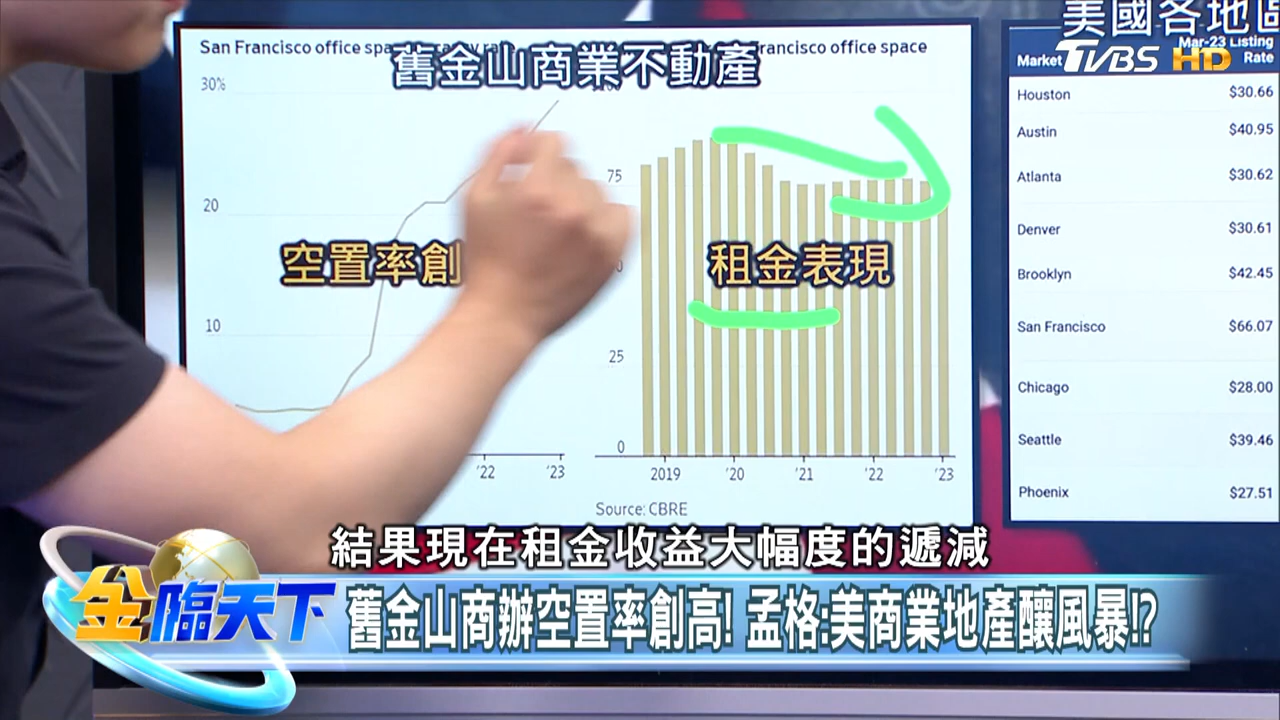 San Francisco office spa
舊金山商業不動產
Francisco office space
30%
20
10
'22
'23
空置率創
75
25
0
租金表現
2019
'20
'21
'22
'23
Source: CBRE
美國各地區
TVBS HD
Market
Mar-23 Listing
Rate
Houston $30.66
Austin $40.95
Atlanta $30.62
Denver $30.61
Brooklyn $42.45
San Francisco $66.07
Chicago $28.00
Seattle $39.46
Phoenix $27.51
結果現在租金收益大幅度的遞減
金臨天下
舊金山商辦空置率創高! 孟格:美商業地產釀風暴!?